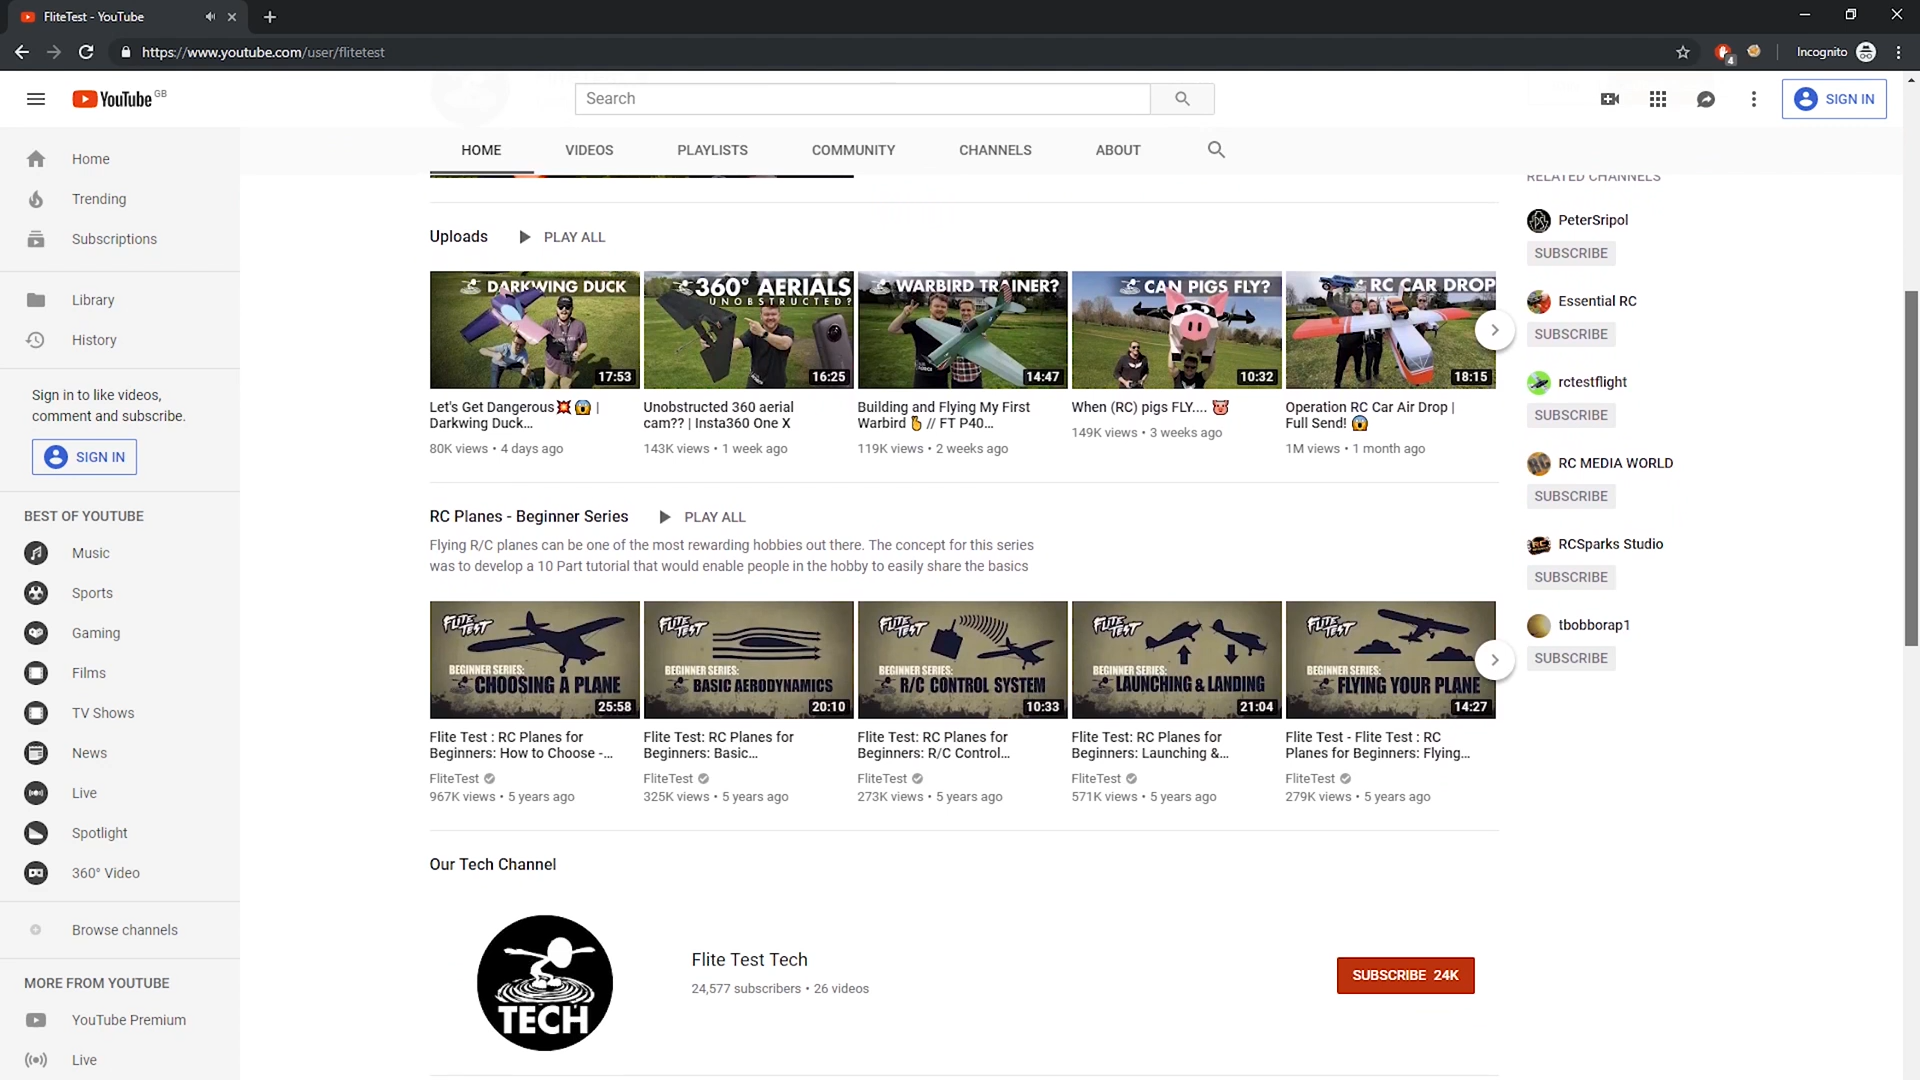 FliteTest - YouTube
https://www.youtube.com/user/flitetest
4
Incognito
YouTube GB
Search
SIGN IN
HOME
VIDEOS
PLAYLISTS
COMMUNITY
CHANNELS
ABOUT
Home
Trending
Subscriptions
Library
History
Sign in to like videos,
comment and subscribe.
SIGN IN
BEST OF YOUTUBE
Music
Sports
Gaming
Films
TV Shows
News
Live
Spotlight
360° Video
Browse channels
MORE FROM YOUTUBE
YouTube Premium
Live
Uploads
PLAY ALL
DARKWING DUCK
17:53
Let's Get Dangerous💥😱 |
Darkwing Duck...
80K views • 4 days ago
360° AERIALS
UNOBSTRUCTED?
16:25
Unobstructed 360 aerial
cam?? | Insta360 One X
143K views • 1 week ago
WARBIRD TRAINER?
14:47
Building and Flying My First
Warbird 🤞 // FT P40...
119K views • 2 weeks ago
CAN PIGS FLY?
10:32
When (RC) pigs FLY.... 🐷
149K views • 3 weeks ago
RC CAR DROP
18:15
Operation RC Car Air Drop |
Full Send! 😱
1M views • 1 month ago
RC Planes - Beginner Series
PLAY ALL
Flying R/C planes can be one of the most rewarding hobbies out there. The concept for this series
was to develop a 10 Part tutorial that would enable people in the hobby to easily share the basics
FLITE TEST
BEGINNER SERIES:
CHOOSING A PLANE
25:58
Flite Test : RC Planes for
Beginners: How to Choose -...
FliteTest
967K views • 5 years ago
FLITE TEST
BEGINNER SERIES:
BASIC AERODYNAMICS
20:10
Flite Test: RC Planes for
Beginners: Basic...
FliteTest
325K views • 5 years ago
FLITE TEST
BEGINNER SERIES:
R/C CONTROL SYSTEM
10:33
Flite Test: RC Planes for
Beginners: R/C Control...
FliteTest
273K views • 5 years ago
FLITE TEST
BEGINNER SERIES:
LAUNCHING & LANDING
21:04
Flite Test: RC Planes for
Beginners: Launching &...
FliteTest
571K views • 5 years ago
FLITE TEST
BEGINNER SERIES:
FLYING YOUR PLANE
14:27
Flite Test - Flite Test : RC
Planes for Beginners: Flying...
FliteTest
279K views • 5 years ago
Our Tech Channel
TECH
Flite Test Tech
24,577 subscribers • 26 videos
SUBSCRIBE 24K
RELATED CHANNELS
PeterSripol
SUBSCRIBE
Essential RC
SUBSCRIBE
rctestflight
SUBSCRIBE
RC MEDIA WORLD
SUBSCRIBE
RCSparks Studio
SUBSCRIBE
tbobborap1
SUBSCRIBE